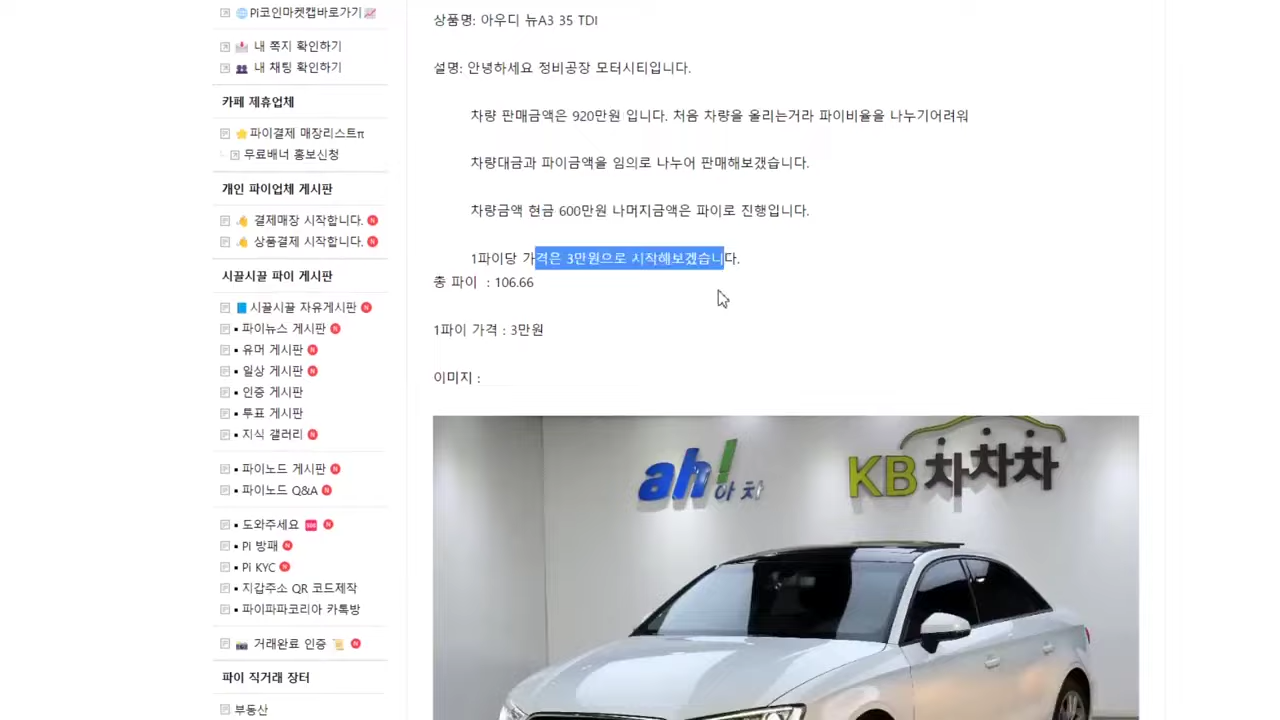 PI코인마켓캡바로가기
내 쪽지 확인하기
내 채팅 확인하기
카페 제휴업체
파이결제 매장리스트π
무료배너 홍보신청
개인 파이업체 게시판
결제매장 시작합니다. N
상품결제 시작합니다. N
시끌시끌 파이 게시판
시끌시끌 자유게시판 N
파이뉴스 게시판 N
유머 게시판 N
일상 게시판 N
인증 게시판
투표 게시판
지식 갤러리 N
파이노드 게시판 N
파이노드 Q&A N
도와주세요 SOS N
PI 방패 N
Pi KYC N
지갑주소 QR 코드제작
파이파파코리아 카톡방
거래완료 인증 N
파이 직거래 장터
부동산
상품명: 아우디 뉴A3 35 TDI
설명: 안녕하세요 정비공장 모터시티입니다.
차량 판매금액은 920만원 입니다. 처음 차량을 올리는거라 파이비율을 나누기어려워
차량대금과 파이금액을 임의로 나누어 판매해보겠습니다.
차량금액 현금 600만원 나머지금액은 파이로 진행입니다.
1파이당 가격은 3만원으로 시작해보겠습니다.
총 파이 : 106.66
1파이 가격 : 3만원
이미지 :
ah! 아차
KB차차차